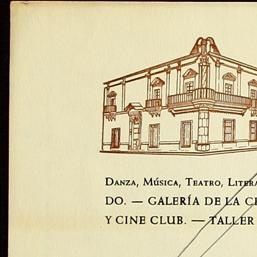 DANZA, MÚSICA, TEATRO, LITERA
DO. — GALERÍA DE LA C
Y CINE CLUB. — TALLER